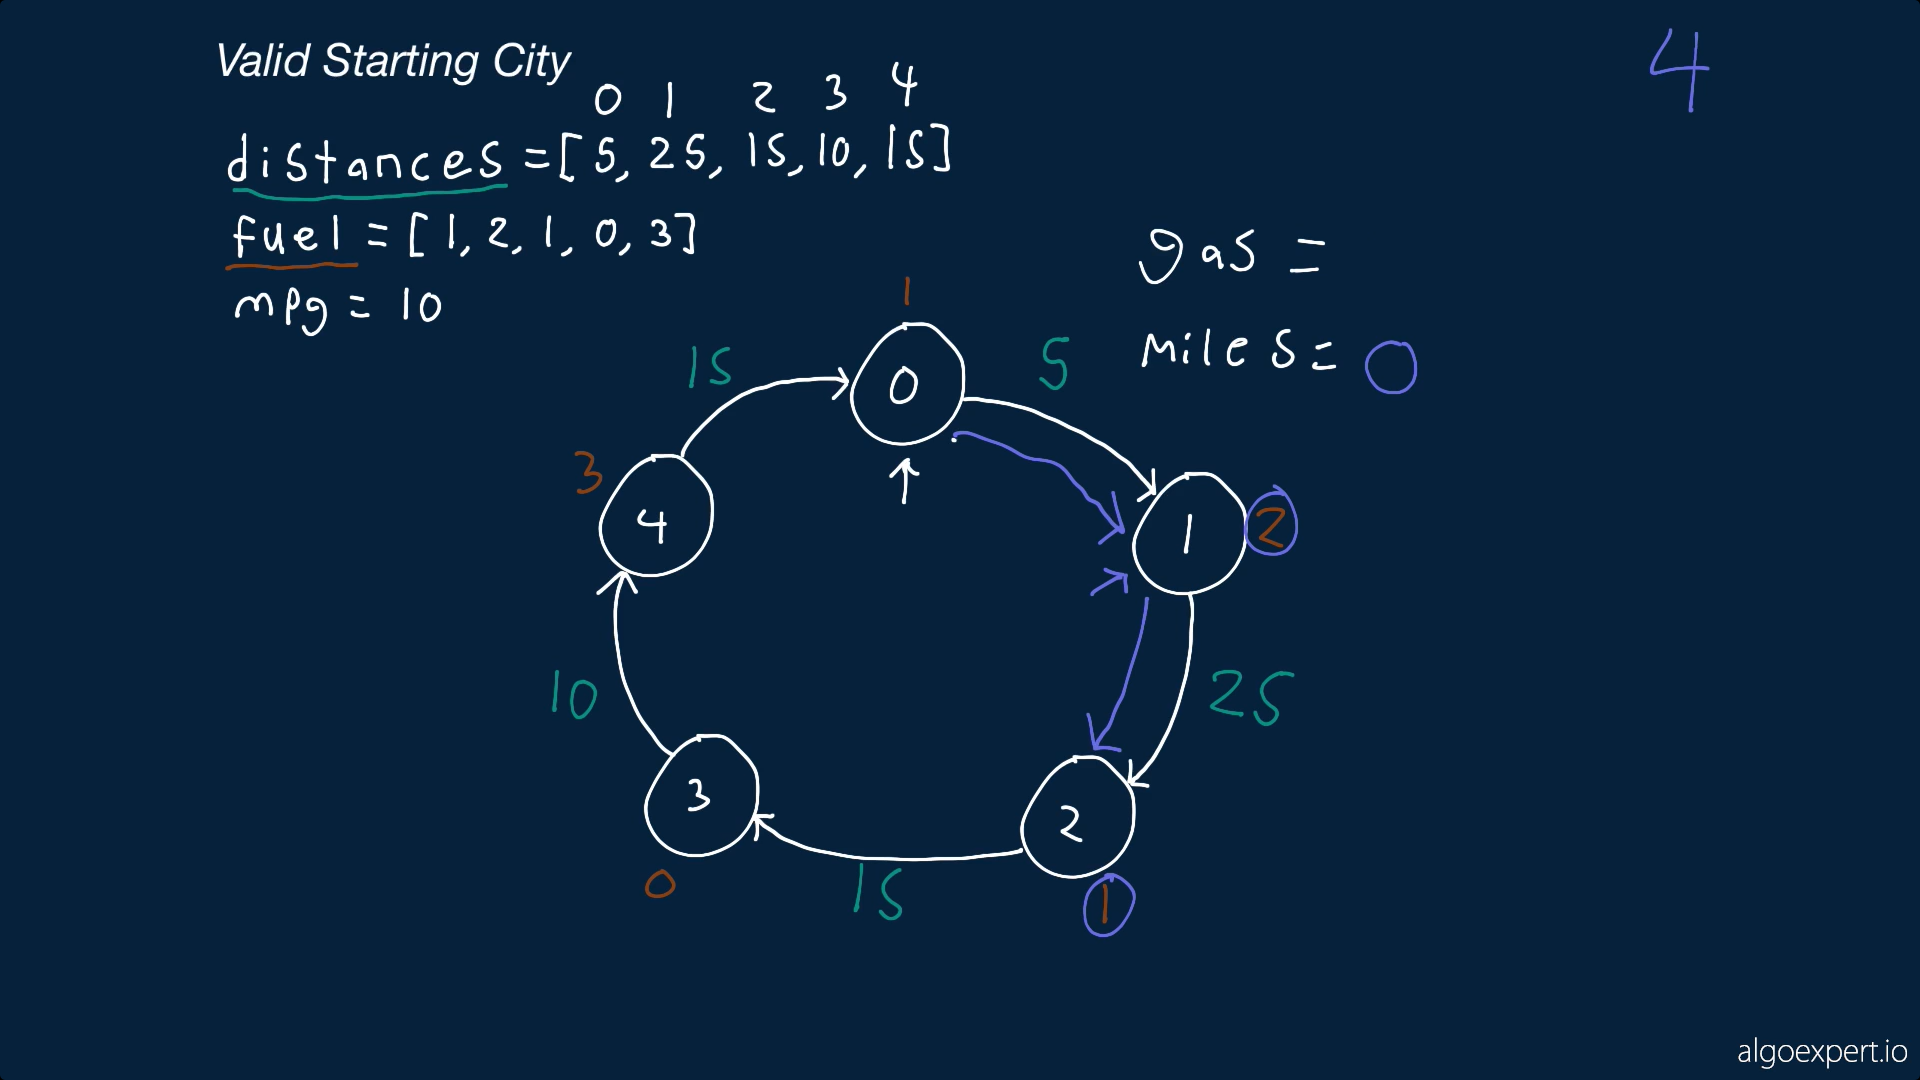 Valid Starting City
4
0 1 2 3 4
distances = [5, 25, 15, 10, 15]
fuel = [1, 2, 1, 0, 3]
gas =
mpg = 10
miles = 0
1
15
0
5
3
4
1
2
10
25
3
2
0
15
1
algoexpert.io